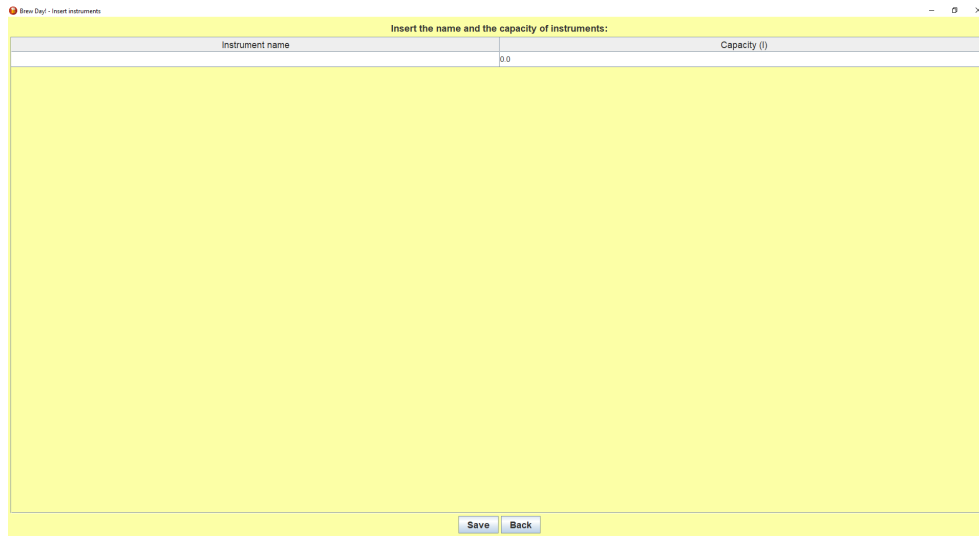 Brew Day! - Insert instruments
Insert the name and the capacity of instruments:
Instrument name Capacity (l)
0.0
Save Back